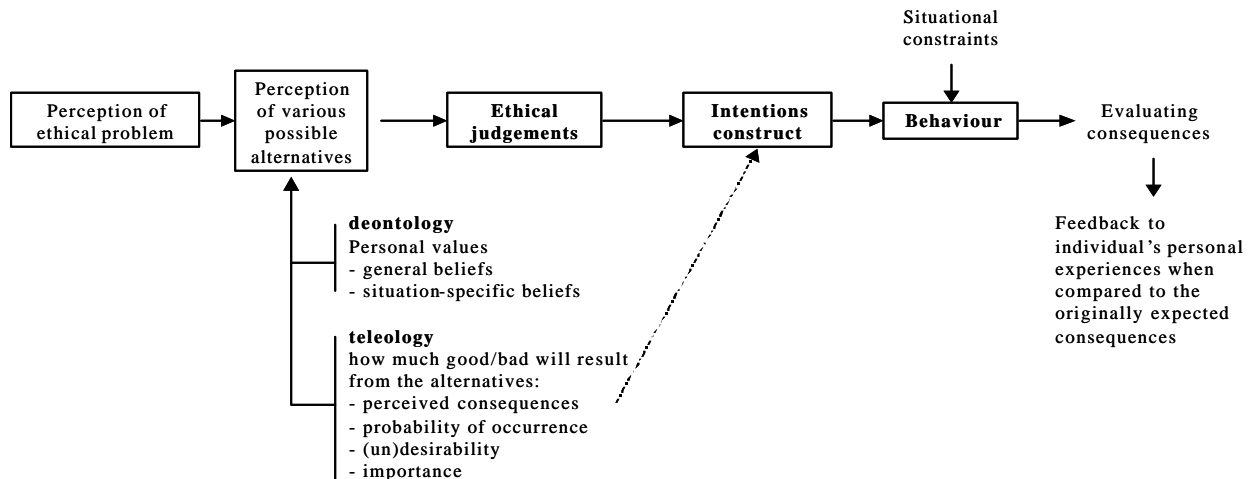 Situational
constraints
Perception of
ethical problem
Perception
of various
possible
alternatives
Ethical
judgements
Intentions
construct
Behaviour
Evaluating
consequences
deontology
Personal values
- general beliefs
- situation-specific beliefs
teleology
how much good/bad will result
from the alternatives:
- perceived consequences
- probability of occurrence
- (un)desirability
- importance
Feedback to
individual's personal
experiences when
compared to the
originally expected
consequences